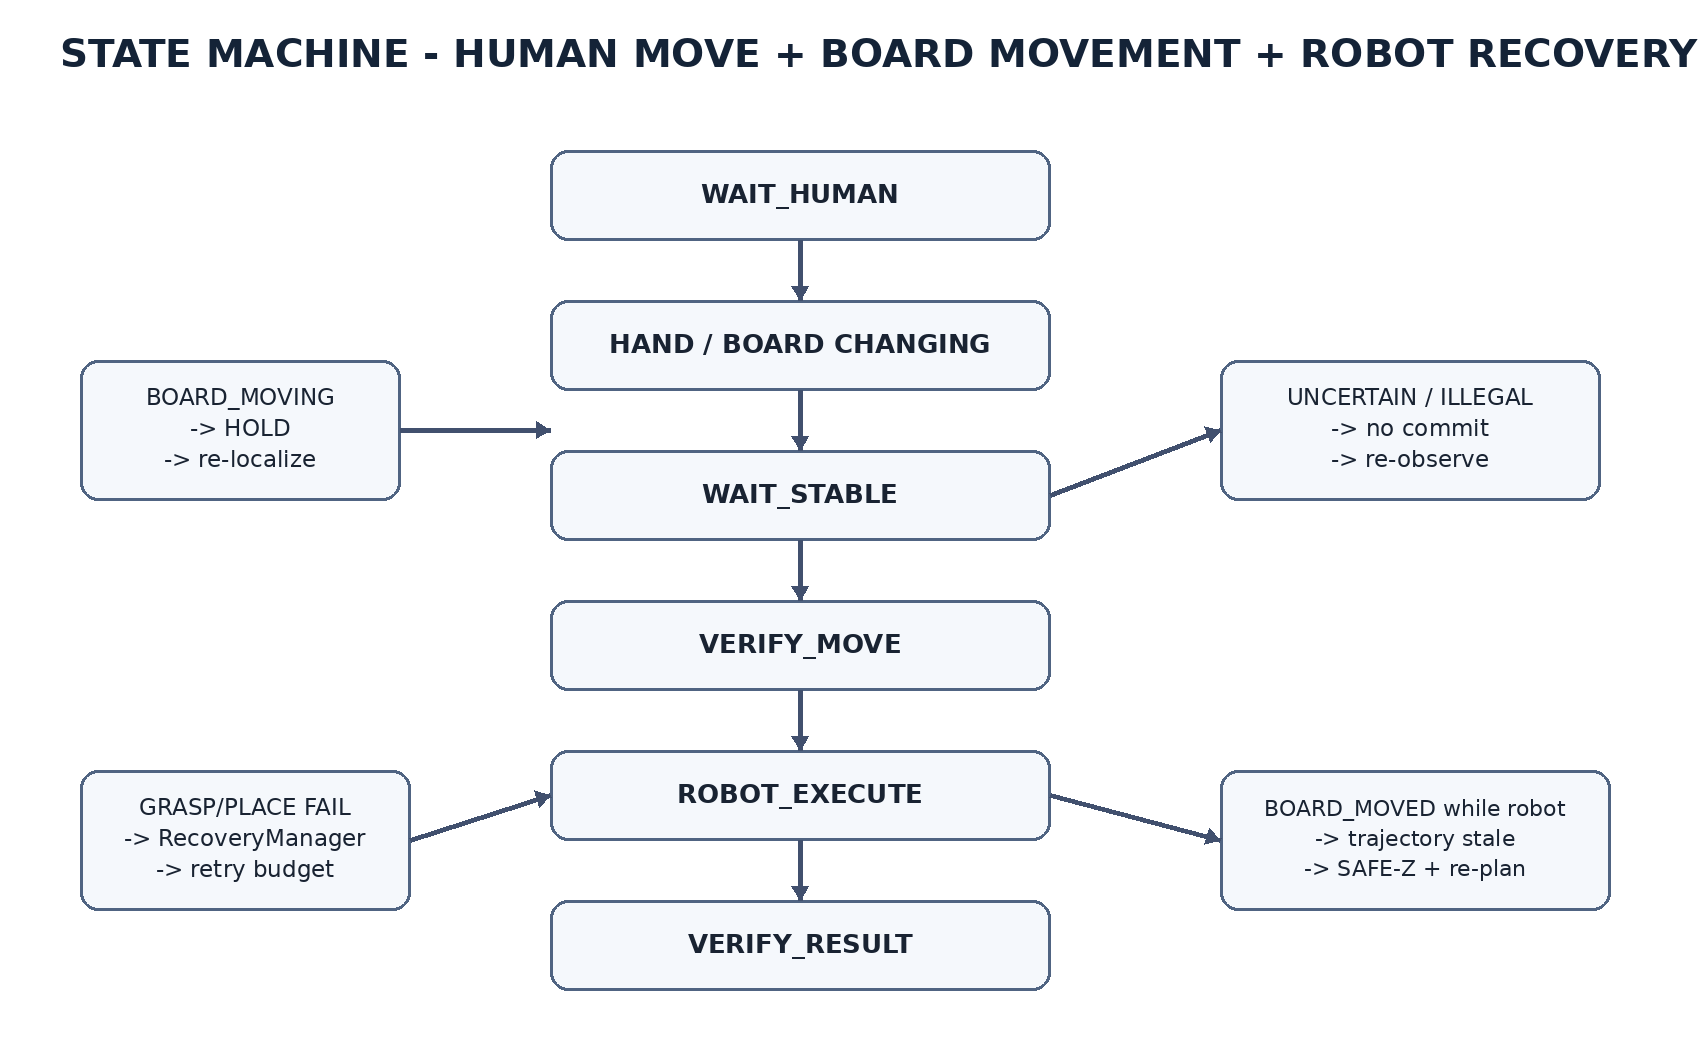 STATE MACHINE - HUMAN MOVE + BOARD MOVEMENT + ROBOT RECOVERY
WAIT_HUMAN
HAND / BOARD CHANGING
BOARD_MOVING
-> HOLD
-> re-localize
UNCERTAIN / ILLEGAL
-> no commit
-> re-observe
WAIT_STABLE
VERIFY_MOVE
ROBOT_EXECUTE
GRASP/PLACE FAIL
-> RecoveryManager
-> retry budget
BOARD_MOVED while robot
-> trajectory stale
-> SAFE-Z + re-plan
VERIFY_RESULT